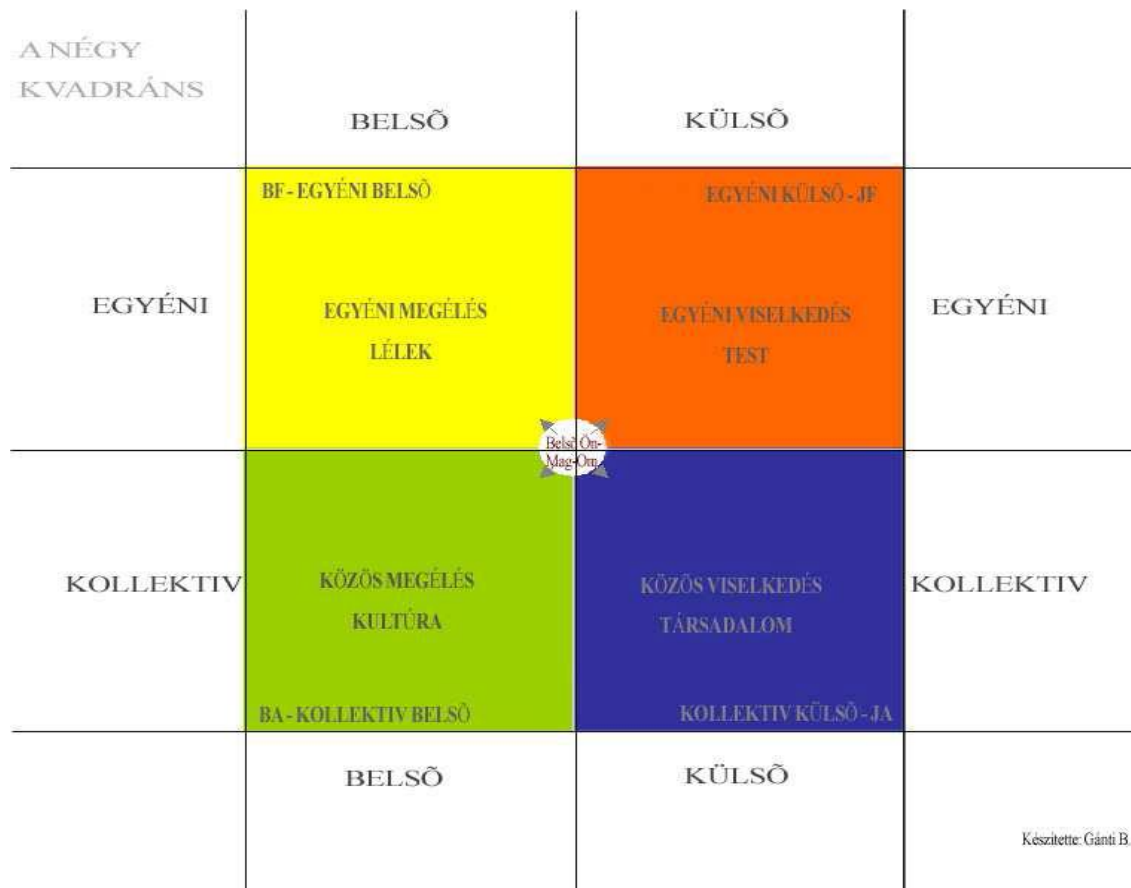 A NÉGY
KVADRÁNS
BELSÕ
KÜLSÕ
BF - EGYÉNI BELSÕ
EGYÉNI KÜLSÕ - JF
EGYÉNI
EGYÉNI MEGÉLÉS
LÉLEK
EGYÉNI VISELKEDÉS
TEST
EGYÉNI
Belsõ Ön-
Mag-Om
KOLLEKTIV
KÖZÖS MEGÉLÉS
KULTÚRA
KÖZÖS VISELKEDÉS
TÁRSADALOM
KOLLEKTIV
BA - KOLLEKTIV BELSÕ
KOLLEKTIV KÜLSÕ - JA
BELSÕ
KÜLSÕ
Készítette: Gánti B.